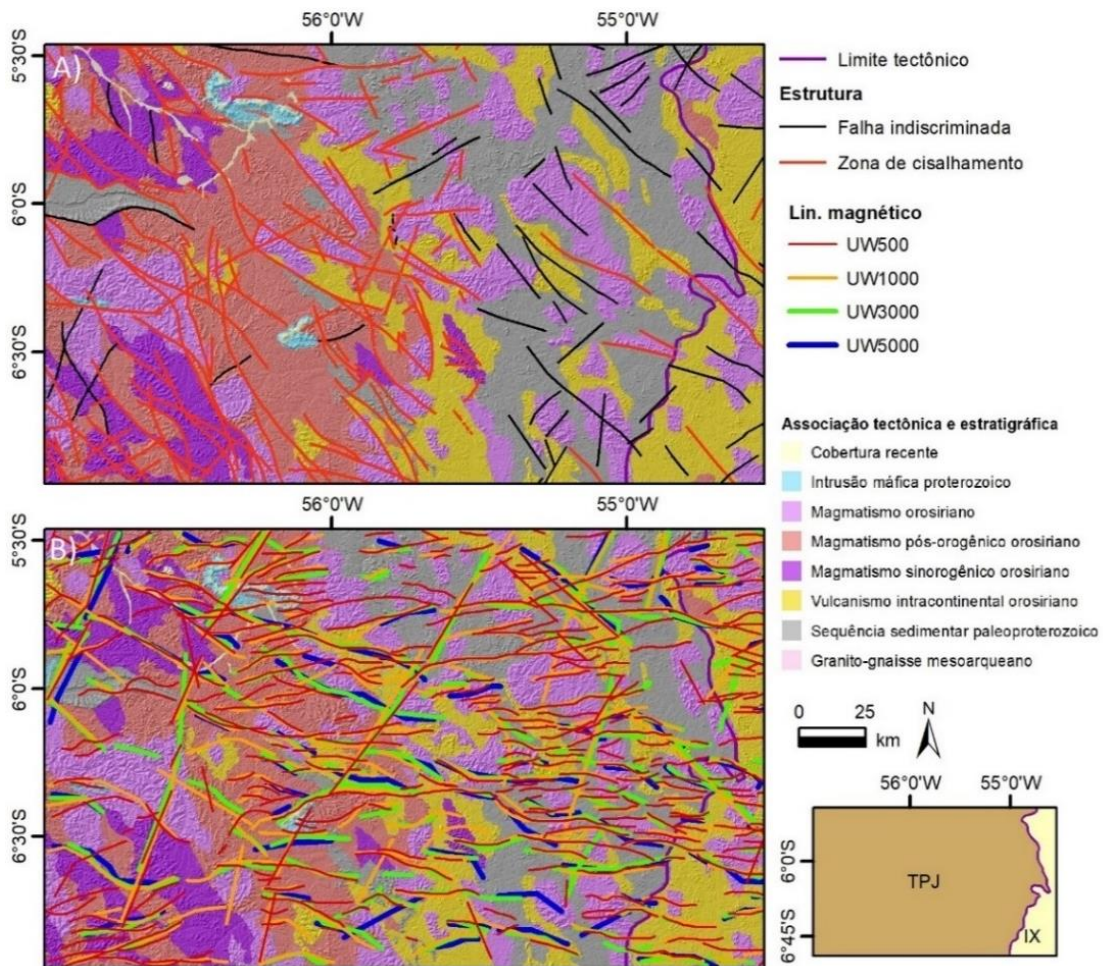 56°0'W 55°0'W
A)
5°30'S
6°0'S
6°30'S
Limite tectônico
Estrutura
Falha indiscriminada
Zona de cisalhamento
Lin. magnético
UW500
UW1000
UW3000
UW5000
Associação tectônica e estratigráfica
Cobertura recente
Intrusão máfica proterozoico
Magmatismo orosiriano
Magmatismo pós-orogênico orosiriano
Magmatismo sinorogênico orosiriano
Vulcanismo intracontinental orosiriano
Sequência sedimentar paleoproterozoico
Granito-gnaisse mesoarqueano
56°0'W 55°0'W
B)
5°30'S
6°0'S
6°30'S
0 25
km
N
56°0'W 55°0'W
6°0'S
6°45'S
TPJ
IX